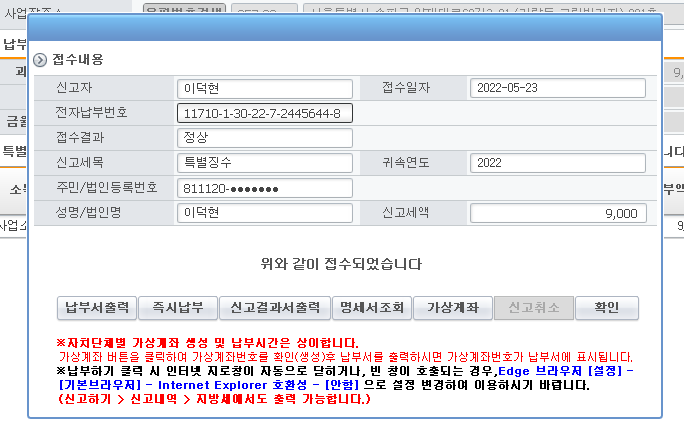 사업장주소
우편번호검색
접수내용
신고자 이덕현 접수일자 2022-05-23
전자납부번호 11710-1-30-22-7-2445644-8
접수결과 정상
신고세목 특별징수 귀속연도 2022
주민/법인등록번호 811120-●●●●●●●
성명/법인명 이덕현 신고세액 9,000
위와 같이 접수되었습니다
납부서출력 즉시납부 신고결과서출력 명세서조회 가상계좌 신고취소 확인
※자치단체별 가상계좌 생성 및 납부시간은 상이합니다.
가상계좌 버튼을 클릭하여 가상계좌번호를 확인(생성)후 납부서를 출력하시면 가상계좌번호가 납부서에 표시됩니다.
※납부하기 클릭 시 인터넷 지로창이 자동으로 닫히거나, 빈 창이 호출되는 경우,Edge 브라우저 [설정] -
[기본브라우저] - Internet Explorer 호환성 - [안함] 으로 설정 변경하여 이용하시기 바랍니다.
(신고하기 > 신고내역 > 지방세에서도 출력 가능합니다.)